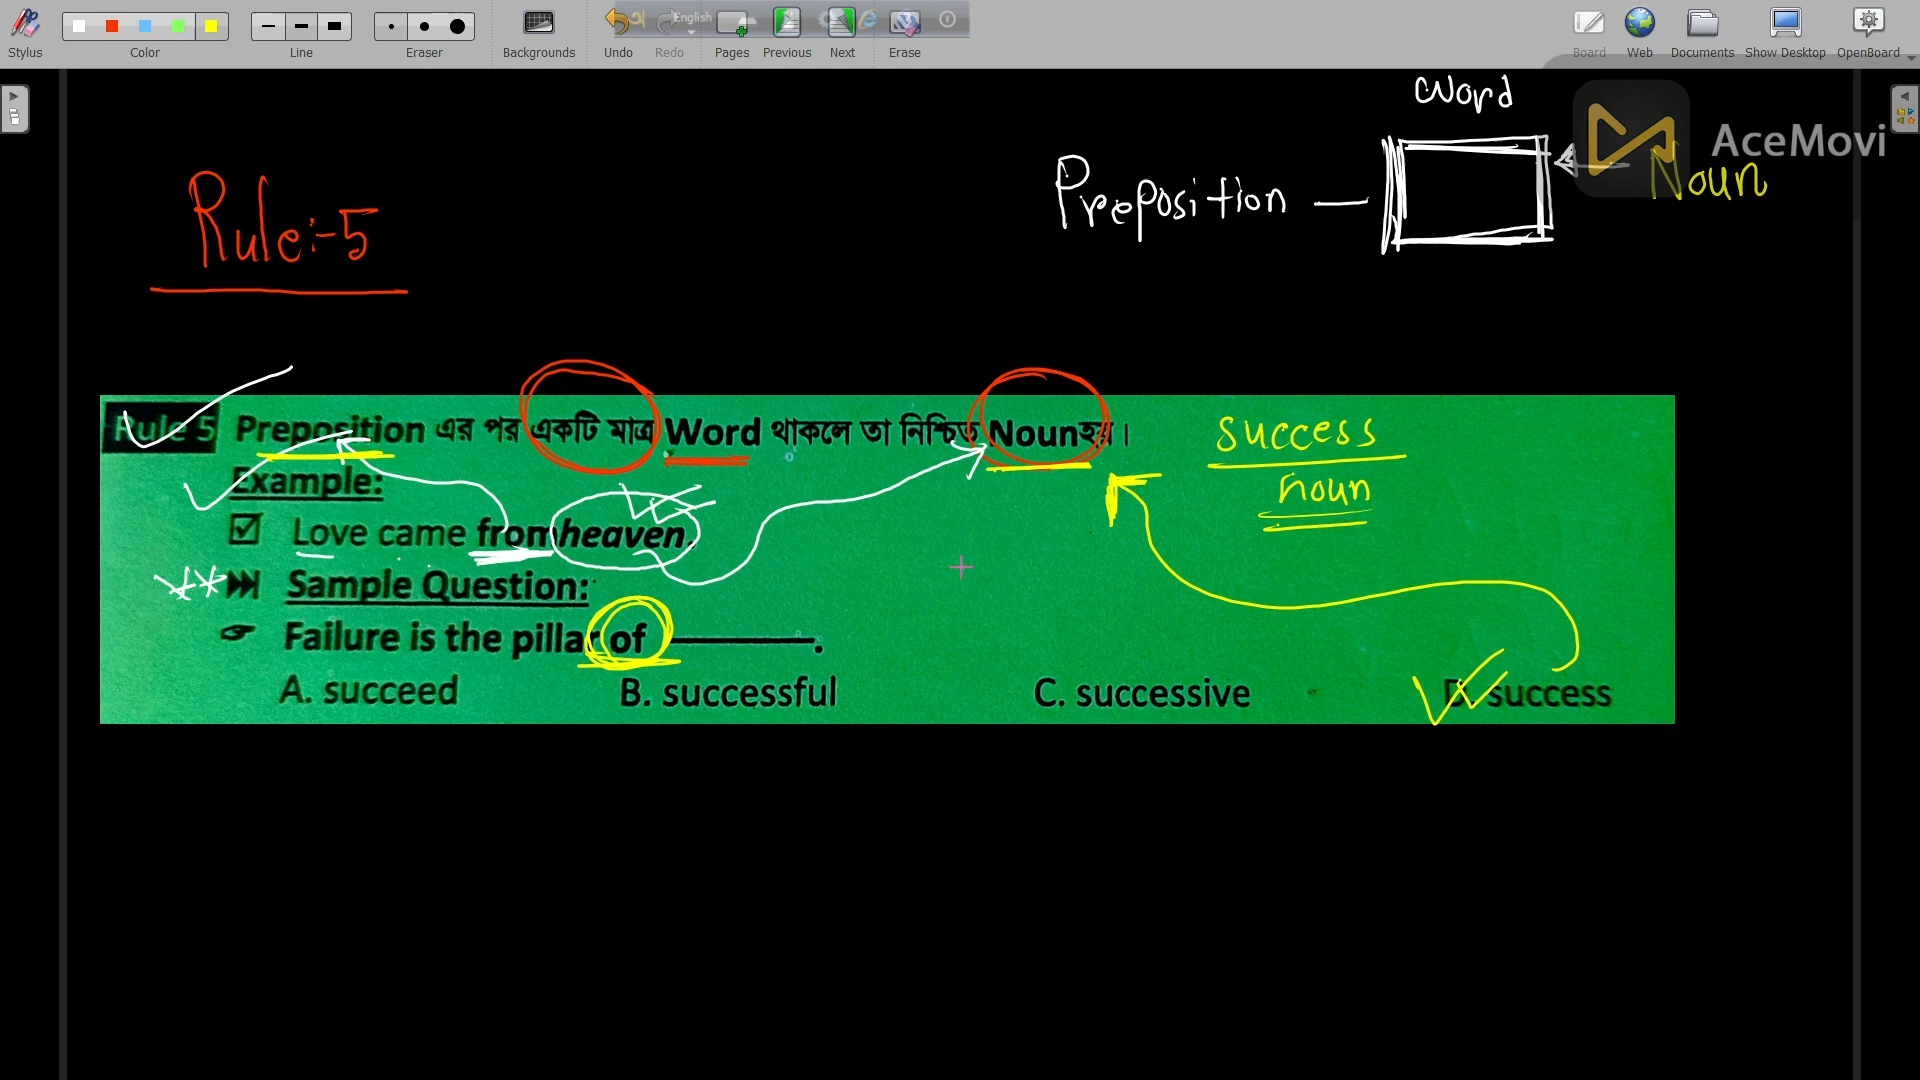 Stylus Color Line Eraser Backgrounds Undo Redo English Pages Previous Next Erase Board Web Documents Show Desktop OpenBoard
Word
AceMovi
Preposition —
Noun
Rule:-5
Rule 5 Preposition এর পর একটি মাত্র Word থাকলে তা নিশ্চিত Noun হয়।
success
Example:
noun
Love came from heaven.
Sample Question:
Failure is the pillar of ________.
A. succeed B. successful C. successive D. success